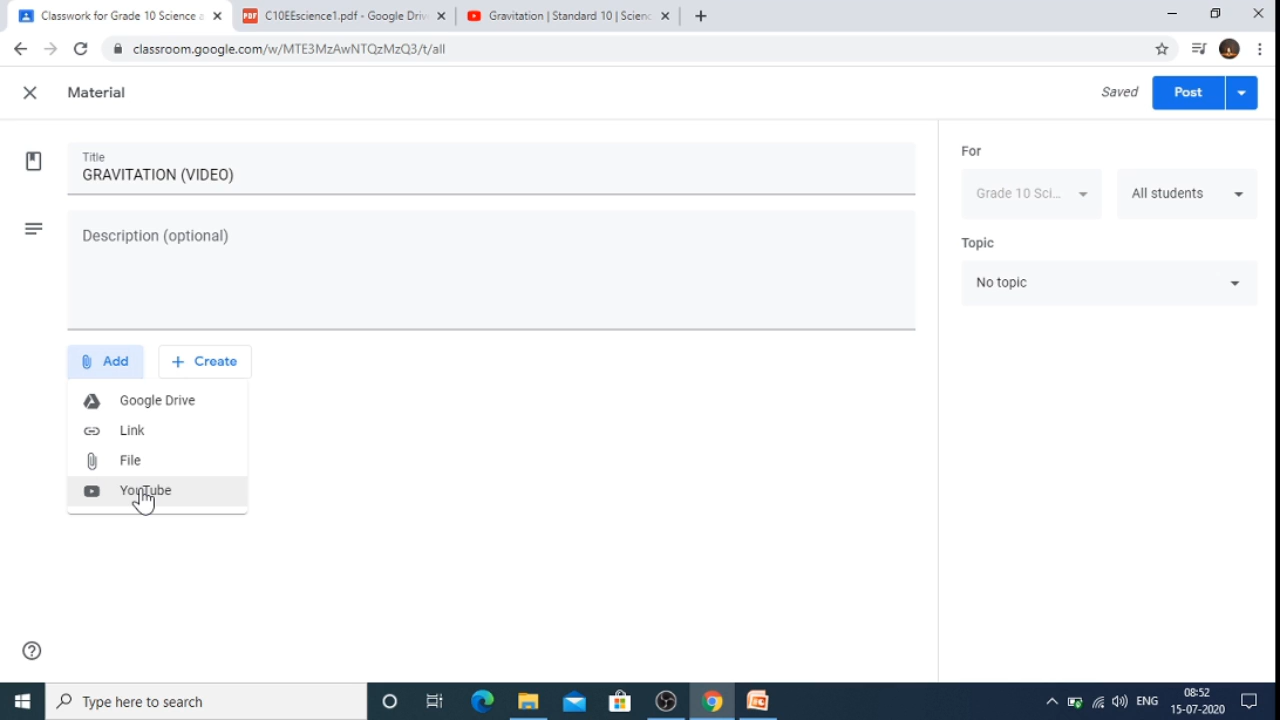 Classwork for Grade 10 Science a
C10EEscience1.pdf - Google Driv
Gravitation | Standard 10 | Scienc
classroom.google.com/w/MTE3MzAwNTQzMzQ3/t/all
Material
Saved
Post
Title
GRAVITATION (VIDEO)
Description (optional)
Add
Create
Google Drive
Link
File
YouTube
For
Grade 10 Sci...
All students
Topic
No topic
Type here to search
ENG
08:52
15-07-2020